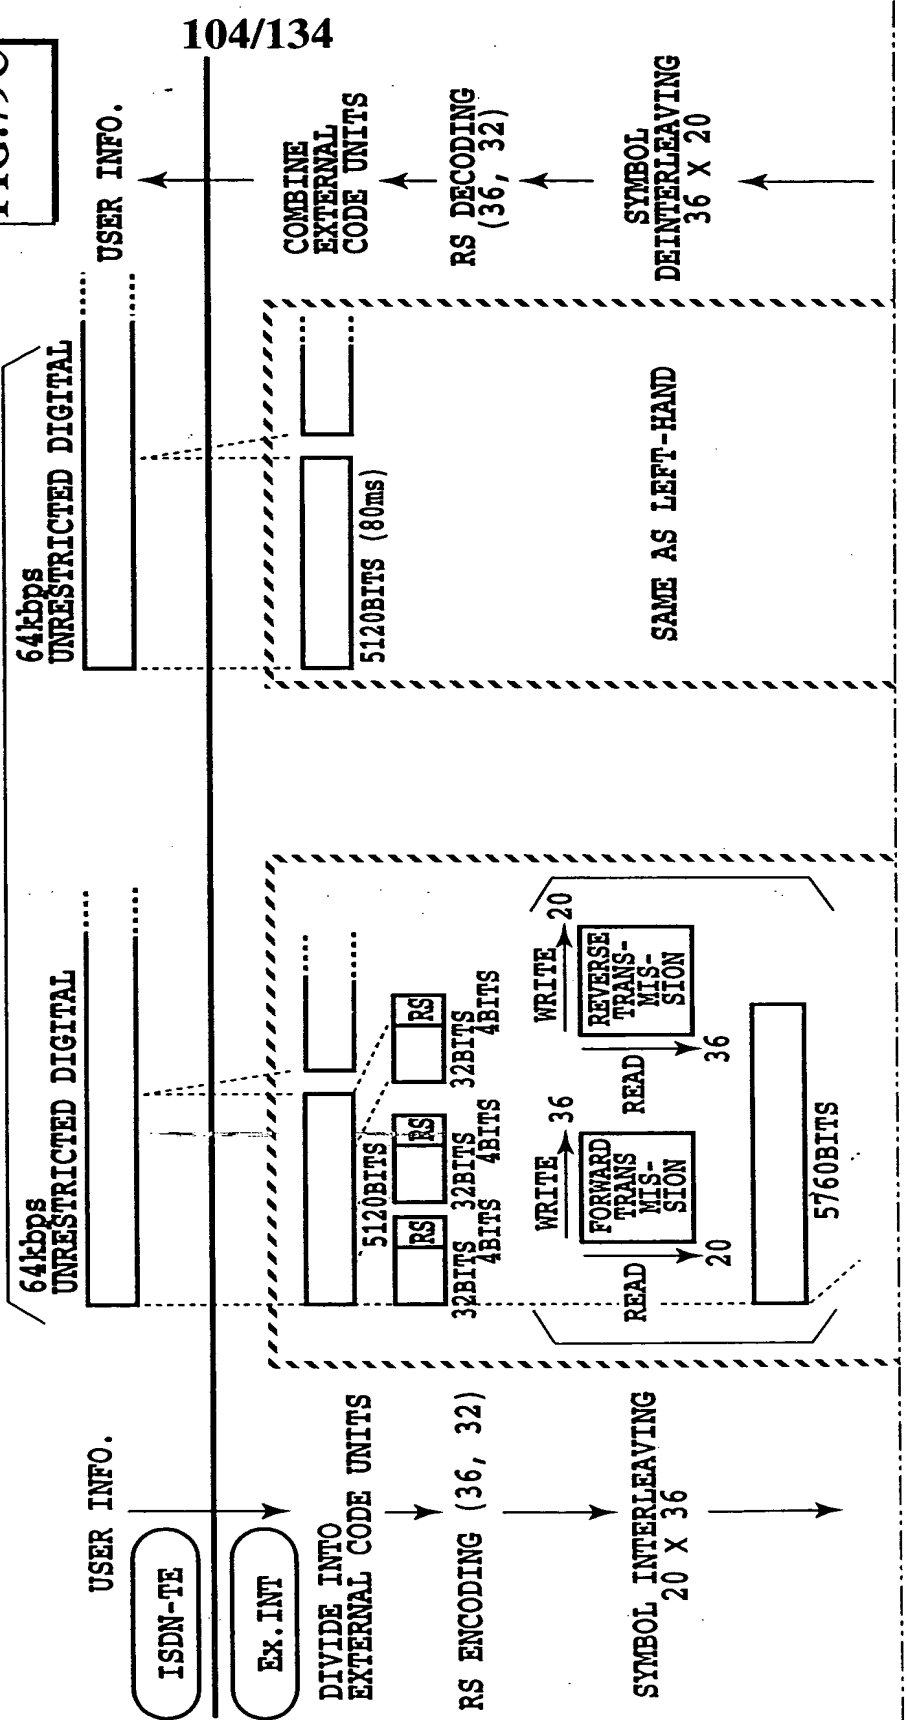 104/134
64kbps
UNRESTRICTED DIGITAL
64kbps
UNRESTRICTED DIGITAL
USER INFO.
USER INFO.
ISDN-TE
Ex.INT
DIVIDE INTO
EXTERNAL CODE UNITS
5120BITS
5120BITS (80ms)
COMBINE
EXTERNAL
CODE UNITS
RS
RS
RS
32BITS
4BITS
32BITS
4BITS
32BITS
4BITS
RS ENCODING (36, 32)
RS DECODING
(36, 32)
SYMBOL INTERLEAVING
20 X 36
WRITE
36
READ
FORWARD
TRANS
MIS-
SION
20
WRITE
20
READ
REVERSE
TRANS-
MIS-
SION
36
SAME AS LEFT-HAND
SYMBOL
DEINTERLEAVING
36 X 20
5760BITS